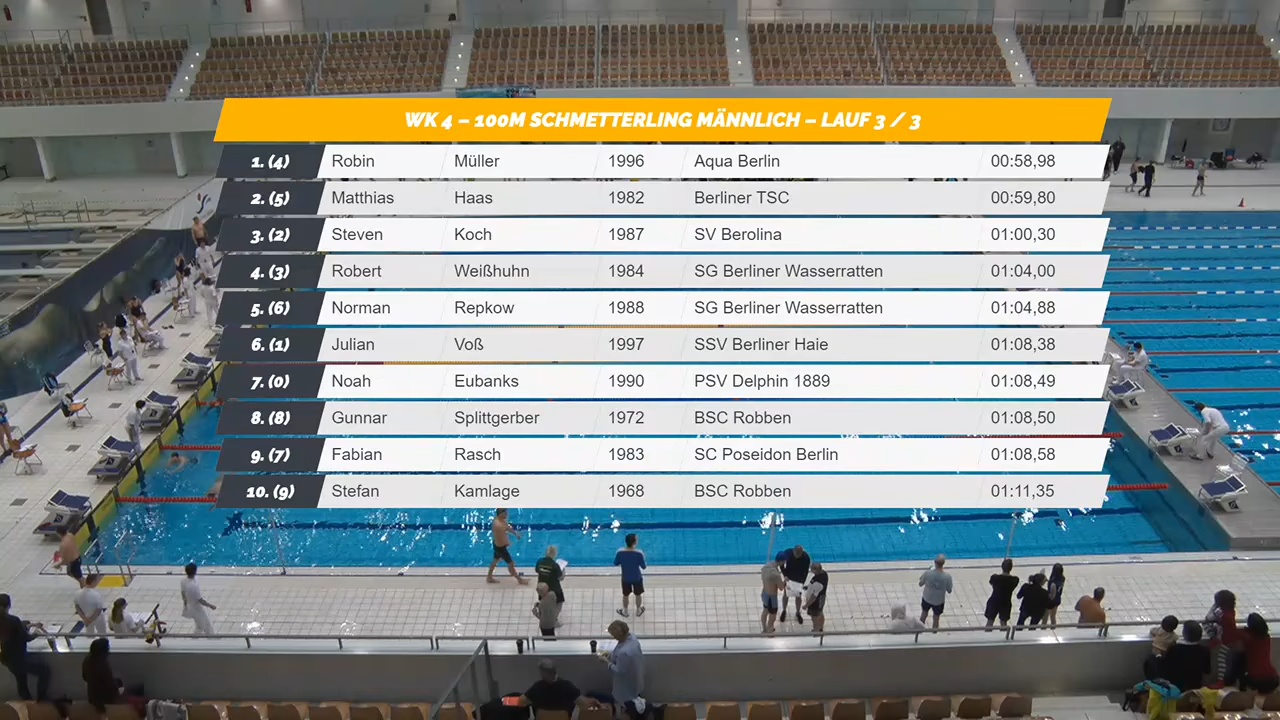 WK 4 – 100M SCHMETTERLING MÄNNLICH – LAUF 3 / 3
1. (4) Robin Müller 1996 Aqua Berlin 00:58,98
2. (5) Matthias Haas 1982 Berliner TSC 00:59,80
3. (2) Steven Koch 1987 SV Berolina 01:00,30
4. (3) Robert Weißhuhn 1984 SG Berliner Wasserratten 01:04,00
5. (6) Norman Repkow 1988 SG Berliner Wasserratten 01:04,88
6. (1) Julian Voß 1997 SSV Berliner Haie 01:08,38
7. (0) Noah Eubanks 1990 PSV Delphin 1889 01:08,49
8. (8) Gunnar Splittgerber 1972 BSC Robben 01:08,50
9. (7) Fabian Rasch 1983 SC Poseidon Berlin 01:08,58
10. (9) Stefan Kamlage 1968 BSC Robben 01:11,35